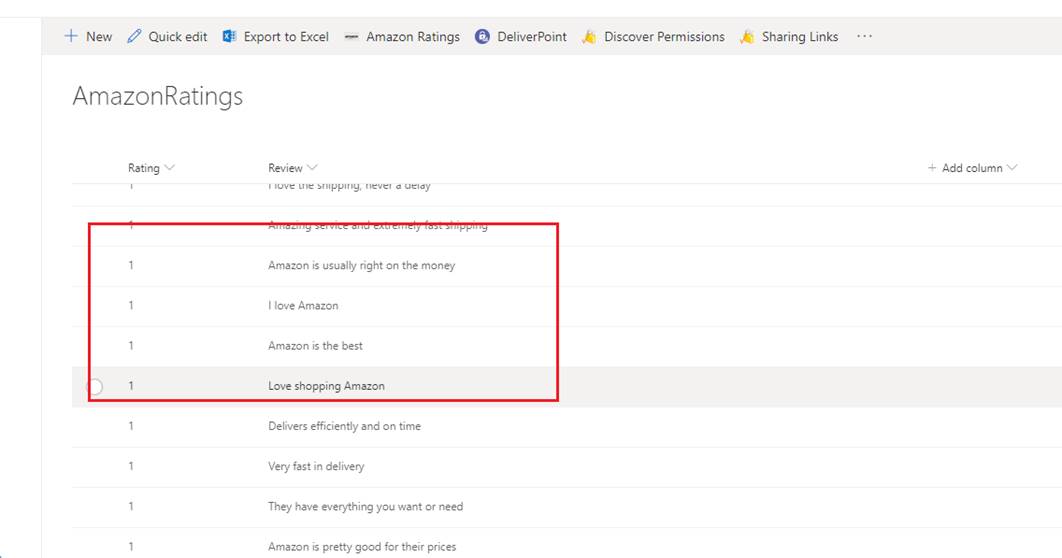 New Quick edit Export to Excel Amazon Ratings DeliverPoint Discover Permissions Sharing Links ...
AmazonRatings
Rating Review + Add column
1 I love the shipping, never a delay
1 Amazing service and extremely fast shipping
1 Amazon is usually right on the money
1 I love Amazon
1 Amazon is the best
1 Love shopping Amazon
1 Delivers efficiently and on time
1 Very fast in delivery
1 They have everything you want or need
1 Amazon is pretty good for their prices